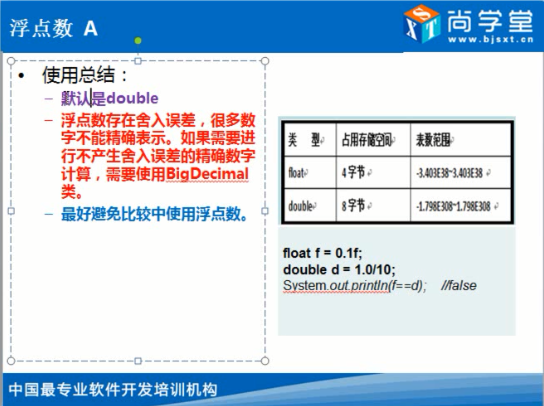 浮点数 A
尚学堂
www.bjsxt.cn
• 使用总结：
– 默认是double
– 浮点数存在舍入误差，很多数
字不能精确表示。如果需要进
行不产生舍入误差的精确数字
计算，需要使用BigDecimal
类。
– 最好避免比较中使用浮点数。
类 型 占用存储空间 表数范围
float 4字节 -3.403E38~3.403E38
double 8字节 -1.798E308~1.798E308
float f = 0.1f;
double d = 1.0/10;
System.out.println(f==d); //false
中国最专业软件开发培训机构